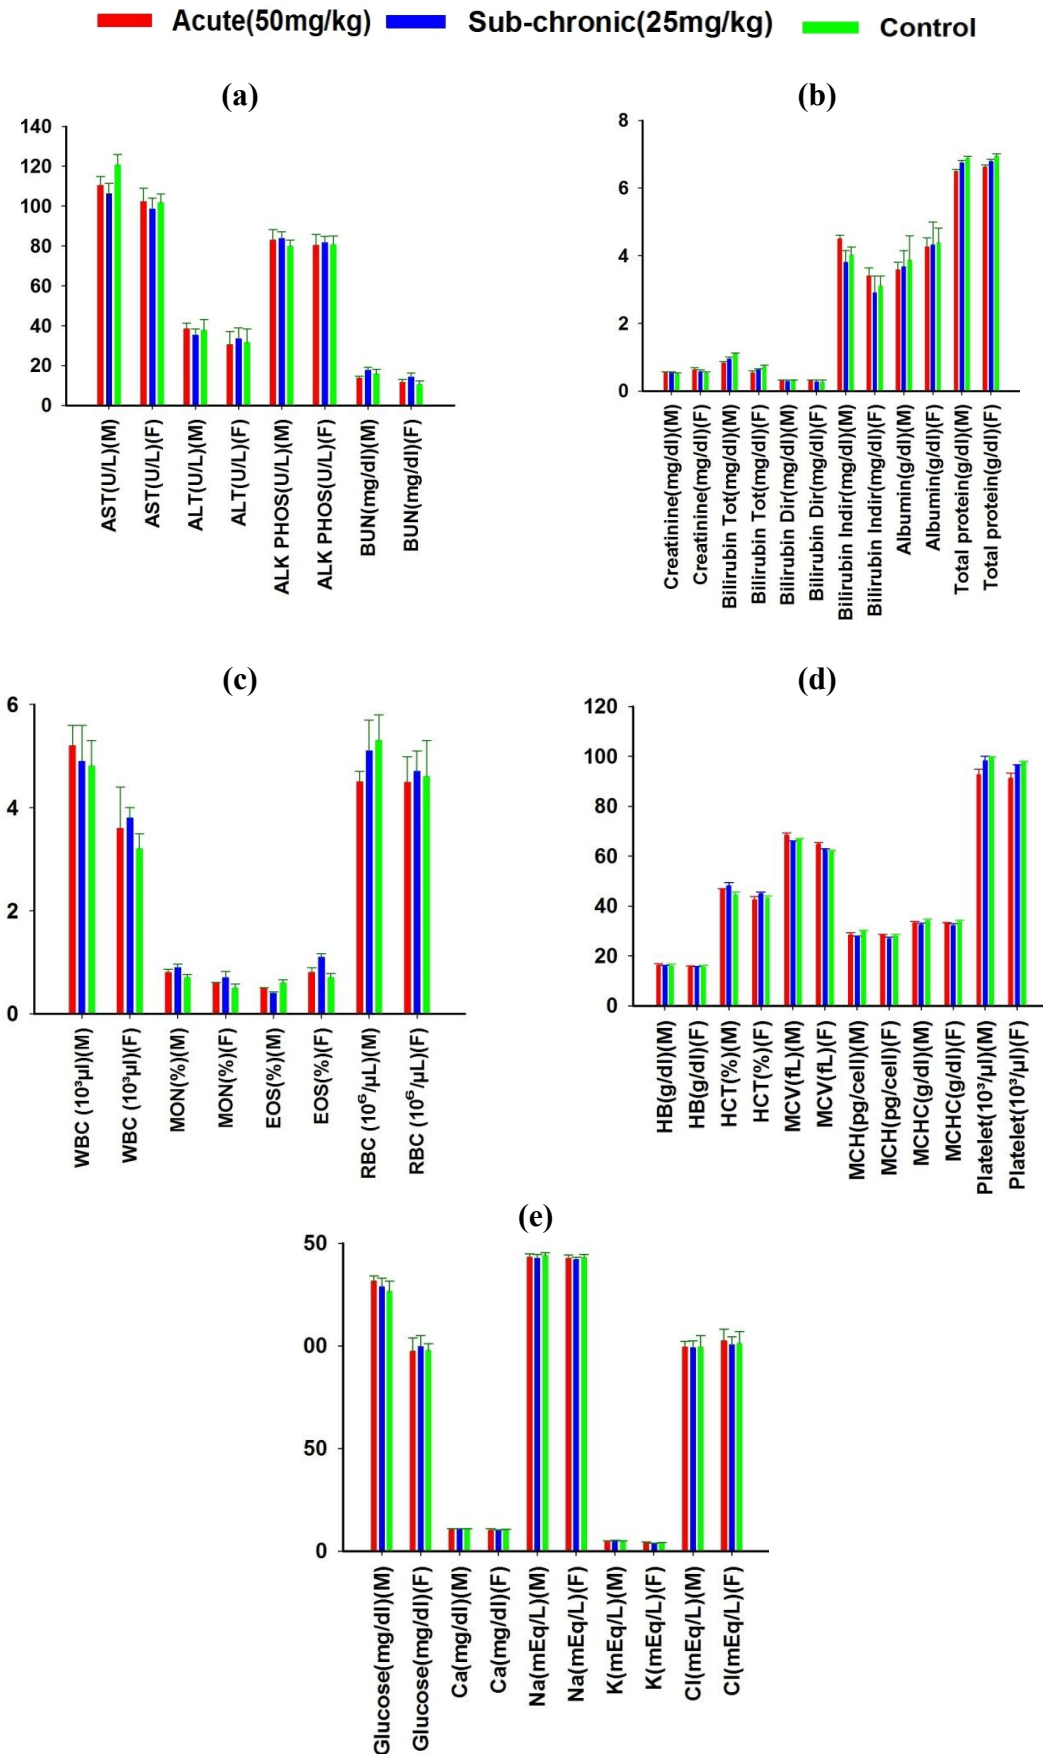 Acute(50mg/kg) Sub-chronic(25mg/kg) Control
(a)
140
120
100
80
60
40
20
0
AST(U/L)(M)
AST(U/L)(F)
ALT(U/L)(M)
ALT(U/L)(F)
ALK PHOS(U/L)(M)
ALK PHOS(U/L)(F)
BUN(mg/dl)(M)
BUN(mg/dl)(F)
(b)
8
6
4
2
0
Creatinine(mg/dl)(M)
Creatinine(mg/dl)(F)
Bilirubin Tot(mg/dl)(M)
Bilirubin Tot(mg/dl)(F)
Bilirubin Dir(mg/dl)(M)
Bilirubin Dir(mg/dl)(F)
Bilirubin Indir(mg/dl)(M)
Bilirubin Indir(mg/dl)(F)
Albumin(g/dl)(M)
Albumin(g/dl)(F)
Total protein(g/dl)(M)
Total protein(g/dl)(F)
(c)
6
4
2
0
WBC (10³µl)(M)
WBC (10³µl)(F)
MON(%)(M)
MON(%)(F)
EOS(%)(M)
EOS(%)(F)
RBC (10⁶/µL)(M)
RBC (10⁶/µL)(F)
(d)
120
100
80
60
40
20
0
HB(g/dl)(M)
HB(g/dl)(F)
HCT(%)(M)
HCT(%)(F)
MCV(fL)(M)
MCV(fL)(F)
MCH(pg/cell)(M)
MCH(pg/cell)(F)
MCHC(g/dl)(M)
MCHC(g/dl)(F)
Platelet(10³/µl)(M)
Platelet(10³/µl)(F)
(e)
50
00
50
0
Glucose(mg/dl)(M)
Glucose(mg/dl)(F)
Ca(mg/dl)(M)
Ca(mg/dl)(F)
Na(mEq/L)(M)
Na(mEq/L)(F)
K(mEq/L)(M)
K(mEq/L)(F)
Cl(mEq/L)(M)
Cl(mEq/L)(F)